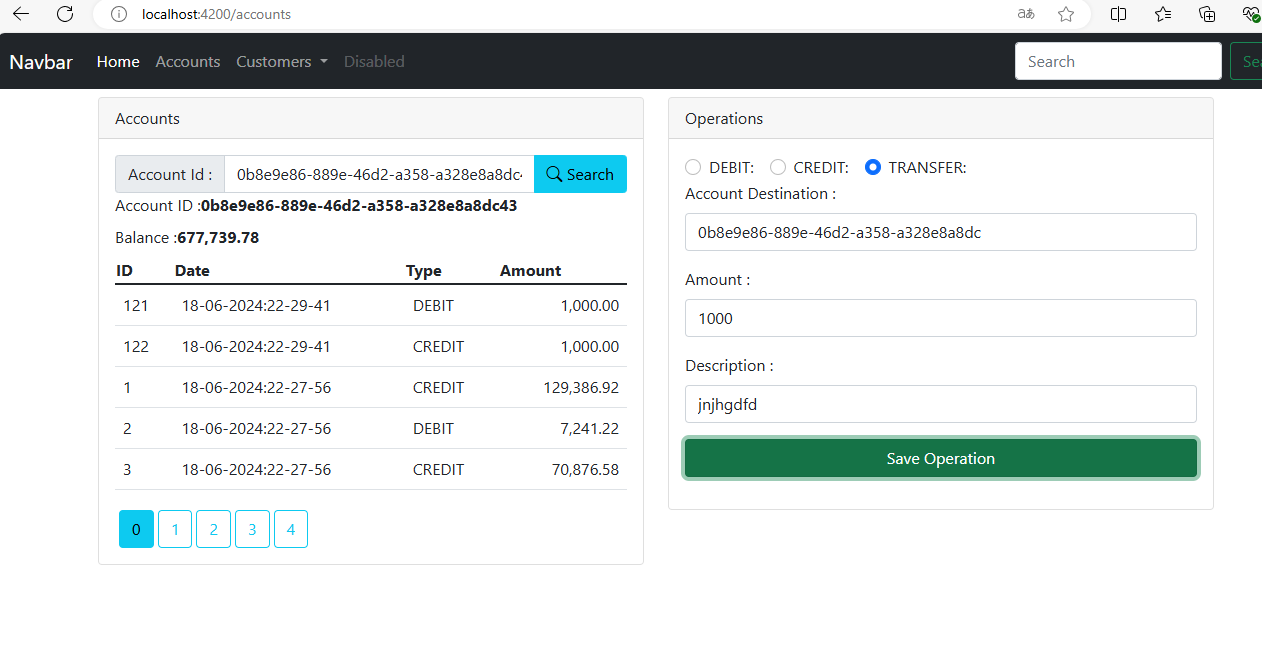 localhost:4200/accounts
Navbar Home Accounts Customers Disabled Search
Accounts
Account Id : 0b8e9e86-889e-46d2-a358-a328e8a8dc Search
Account ID :0b8e9e86-889e-46d2-a358-a328e8a8dc43
Balance :677,739.78
ID Date Type Amount
121 18-06-2024:22-29-41 DEBIT 1,000.00
122 18-06-2024:22-29-41 CREDIT 1,000.00
1 18-06-2024:22-27-56 CREDIT 129,386.92
2 18-06-2024:22-27-56 DEBIT 7,241.22
3 18-06-2024:22-27-56 CREDIT 70,876.58
0 1 2 3 4
Operations
DEBIT: CREDIT: TRANSFER:
Account Destination :
0b8e9e86-889e-46d2-a358-a328e8a8dc
Amount :
1000
Description :
jnjhgdfd
Save Operation